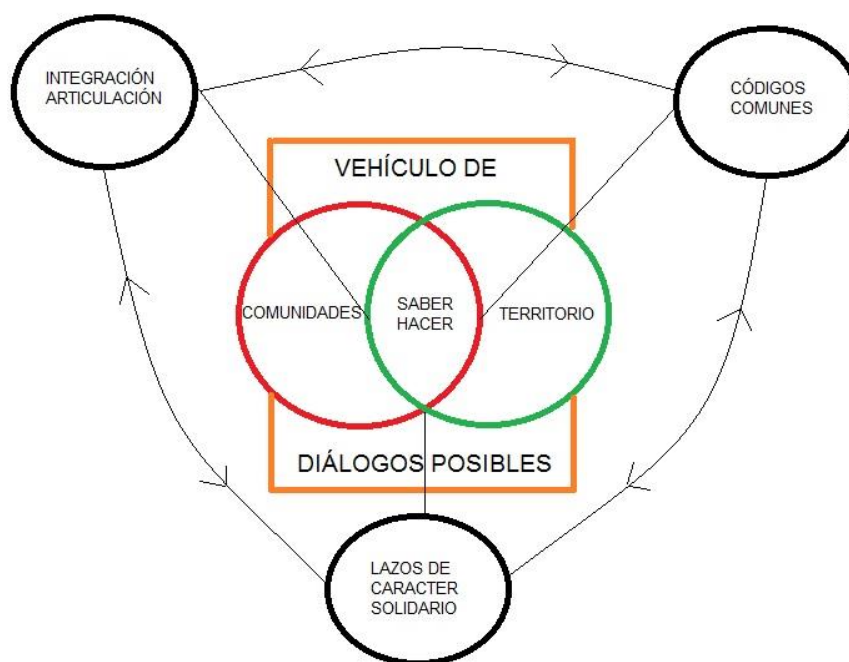 INTEGRACIÓN
ARTICULACIÓN
CÓDIGOS
COMUNES
VEHÍCULO DE
COMUNIDADES
SABER
HACER
TERRITORIO
DIÁLOGOS POSIBLES
LAZOS DE
CARACTER
SOLIDARIO